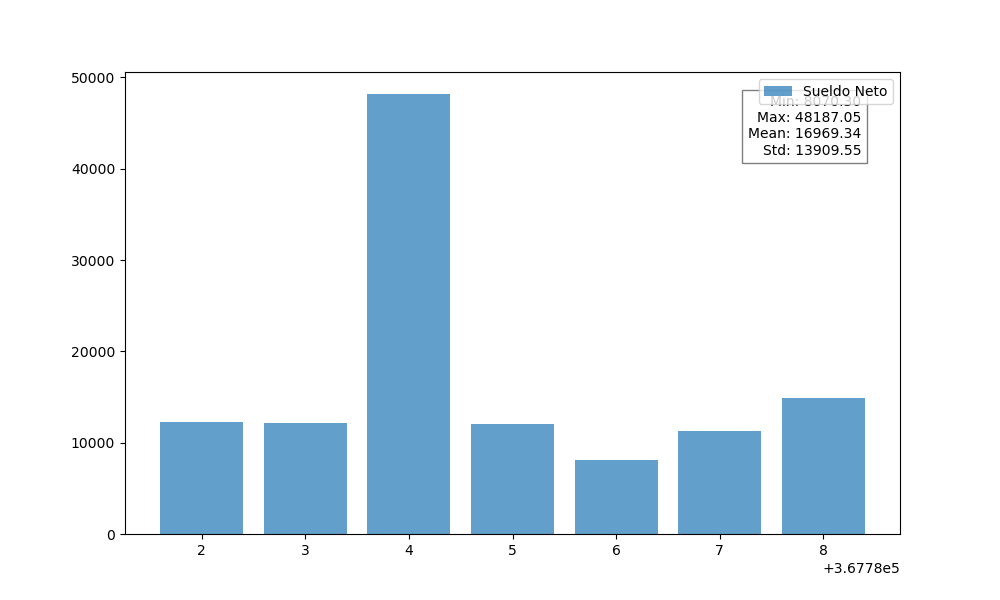 50000
40000
30000
20000
10000
0
Sueldo Neto
Min: 8070.30
Max: 48187.05
Mean: 16969.34
Std: 13909.55
2 3 4 5 6 7 8
+3.6778e5